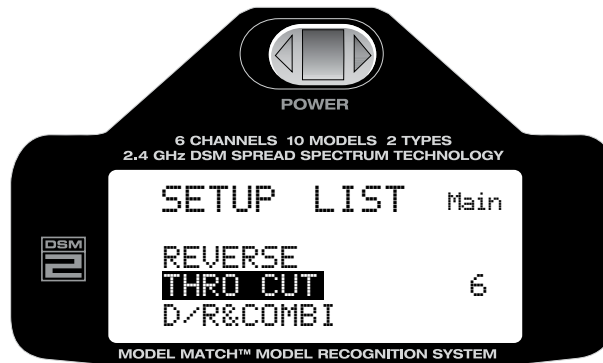 POWER
6 CHANNELS 10 MODELS 2 TYPES
2.4 GHz DSM SPREAD SPECTRUM TECHNOLOGY
SETUP LIST Main
DSM
2
REVERSE
THRO CUT 6
D/R&COMBI
MODEL MATCH™ MODEL RECOGNITION SYSTEM